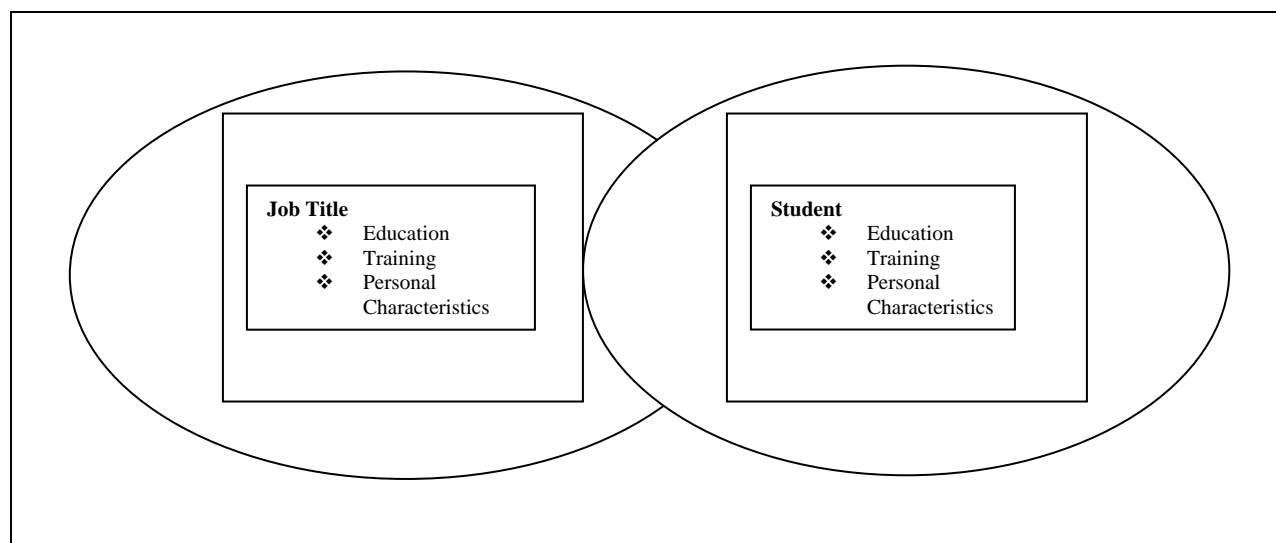 Job Title
❖ Education
❖ Training
❖ Personal
Characteristics
Student
❖ Education
❖ Training
❖ Personal
Characteristics